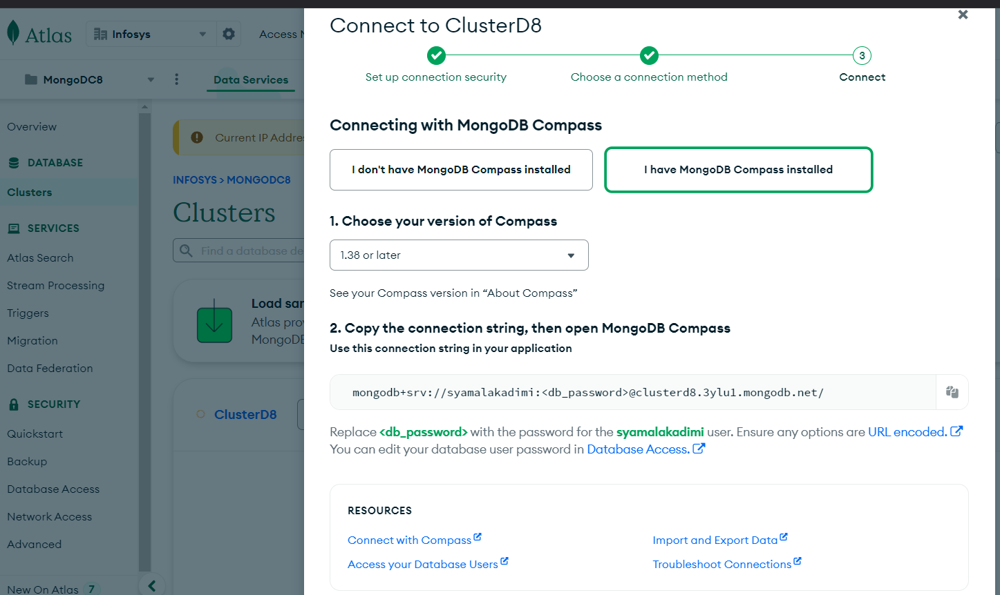 Atlas
Infosys
Access
MongoDC8
Data Services
Overview
DATABASE
Clusters
SERVICES
Atlas Search
Stream Processing
Triggers
Migration
Data Federation
SECURITY
Quickstart
Backup
Database Access
Network Access
Advanced
New On Atlas 7
Current IP
INFOSYS > MONGODC8
Clusters
Find a database
Load
Atlas
ClusterD8
Connect to ClusterD8
Set up connection security
Choose a connection method
3
Connect
Connecting with MongoDB Compass
I don't have MongoDB Compass installed
I have MongoDB Compass installed
1. Choose your version of Compass
1.38 or later
See your Compass version in “About Compass”
2. Copy the connection string, then open MongoDB Compass
Use this connection string in your application
mongodb+srv://syamalakadimi:<db_password>@clusterd8.3ylu1.mongodb.net/
Replace <db_password> with the password for the syamalakadimi user. Ensure any options are URL encoded.
You can edit your database user password in Database Access.
RESOURCES
Connect with Compass
Import and Export Data
Access your Database Users
Troubleshoot Connections